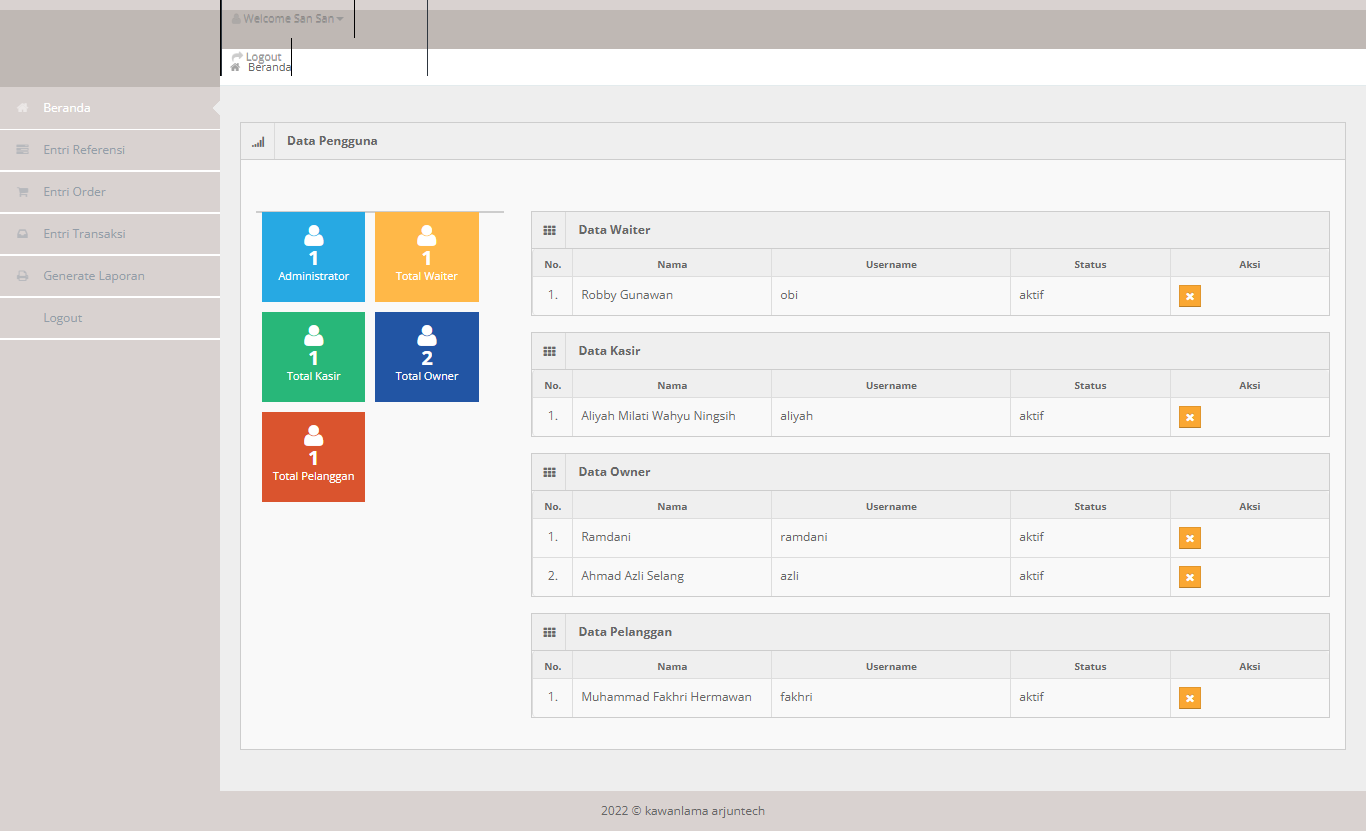 Welcome San San
Logout
Beranda
Beranda
Entri Referensi
Entri Order
Entri Transaksi
Generate Laporan
Logout
Data Pengguna
1
Administrator
1
Total Waiter
1
Total Kasir
2
Total Owner
1
Total Pelanggan
Data Waiter
No. Nama Username Status Aksi
1. Robby Gunawan obi aktif
Data Kasir
No. Nama Username Status Aksi
1. Aliyah Milati Wahyu Ningsih aliyah aktif
Data Owner
No. Nama Username Status Aksi
1. Ramdani ramdani aktif
2. Ahmad Azli Selang azli aktif
Data Pelanggan
No. Nama Username Status Aksi
1. Muhammad Fakhri Hermawan fakhri aktif
2022 © kawanlama arjuntech